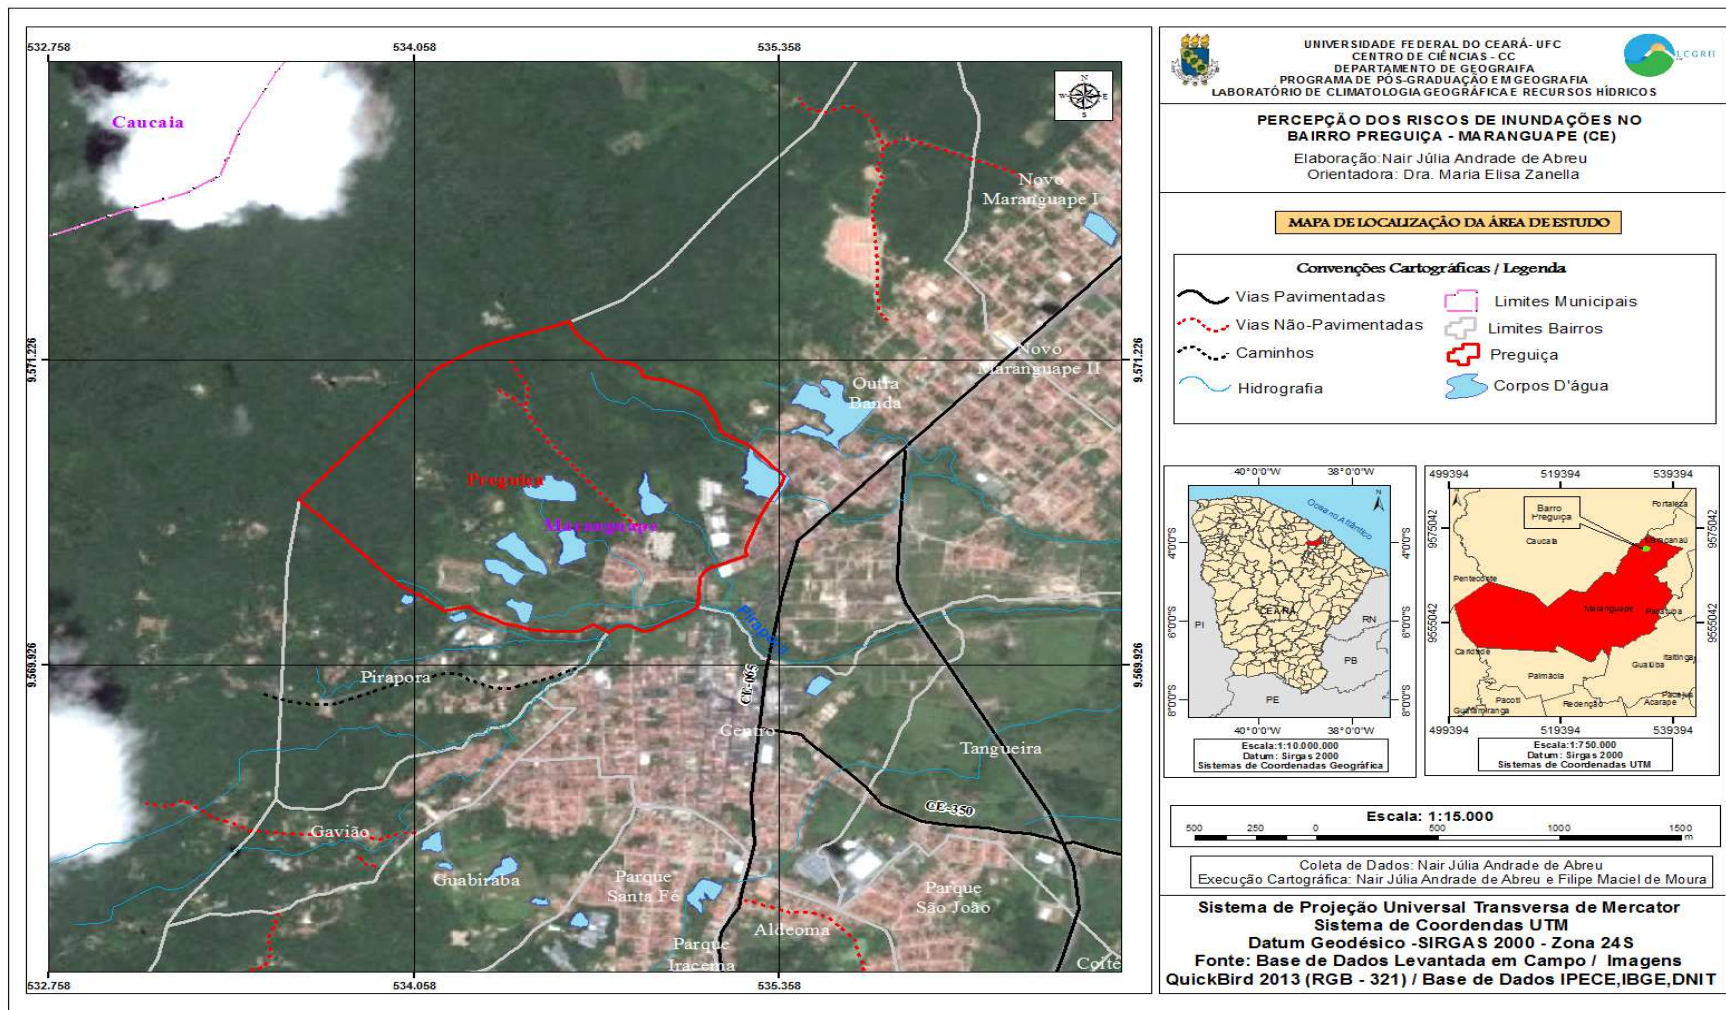 532.758
534.058
535.358
Caucaia
N
W
E
S
Novo
Maranguape I
9.571.226
9.571.226
Novo
Maranguape II
Outra
Banda
Preguiça
Maranguape
Pirapora
9.569.926
9.569.926
Pirapora
CE-065
Centro
Tangueira
CE-350
Gavião
Guabiraba
Parque
Santa Fé
Parque
São João
Aldeoma
Parque
Iracema
Coité
532.758
534.058
535.358
UNIVERSIDADE FEDERAL DO CEARÁ- UFC
CENTRO DE CIÊNCIAS - CC
DEPARTAMENTO DE GEOGRAIFA
PROGRAMA DE PÓS-GRADUAÇÃO EM GEOGRAFIA
LABORATÓRIO DE CLIMATOLOGIA GEOGRÁFICA E RECURSOS HÍDRICOS
PERCEPÇÃO DOS RISCOS DE INUNDAÇÕES NO
BAIRRO PREGUIÇA - MARANGUAPE (CE)
Elaboração: Nair Júlia Andrade de Abreu
Orientadora: Dra. Maria Elisa Zanella
MAPA DE LOCALIZAÇÃO DA ÁREA DE ESTUDO
Convenções Cartográficas / Legenda
Vias Pavimentadas
Vias Não-Pavimentadas
Caminhos
Hidrografia
Limites Municipais
Limites Bairros
Preguiça
Corpos D'água
40°0'0"W
38°0'0"W
N
Oceano Atlântico
4°0'0"S
4°0'0"S
CEARÁ
6°0'0"S
6°0'0"S
PI
RN
PB
PE
8°0'0"S
8°0'0"S
40°0'0"W
38°0'0"W
Escala:1:10.000.000
Datum: Sirgas 2000
Sistemas de Coordenadas Geográfica
499394
519394
539394
N
Barro
Preguiça
Fortaleza
9575042
9575042
Caucaia
Maracanaú
Pentecoste
Maranguape
Pacatuba
9555042
9555042
Caridade
Itaitinga
Guaiúba
Palmácia
Pacoti
Redenção
Pacajus
Acarape
Guaramiranga
499394
519394
539394
Escala:1:750.000
Datum: Sirgas 2000
Sistemas de Coordenadas UTM
Escala: 1:15.000
500
250
0
500
1000
1500
m
Coleta de Dados: Nair Júlia Andrade de Abreu
Execução Cartográfica: Nair Júlia Andrade de Abreu e Filipe Maciel de Moura
Sistema de Projeção Universal Transversa de Mercator
Sistema de Coordendas UTM
Datum Geodésico -SIRGAS 2000 - Zona 24S
Fonte: Base de Dados Levantada em Campo / Imagens
QuickBird 2013 (RGB - 321) / Base de Dados IPECE,IBGE,DNIT